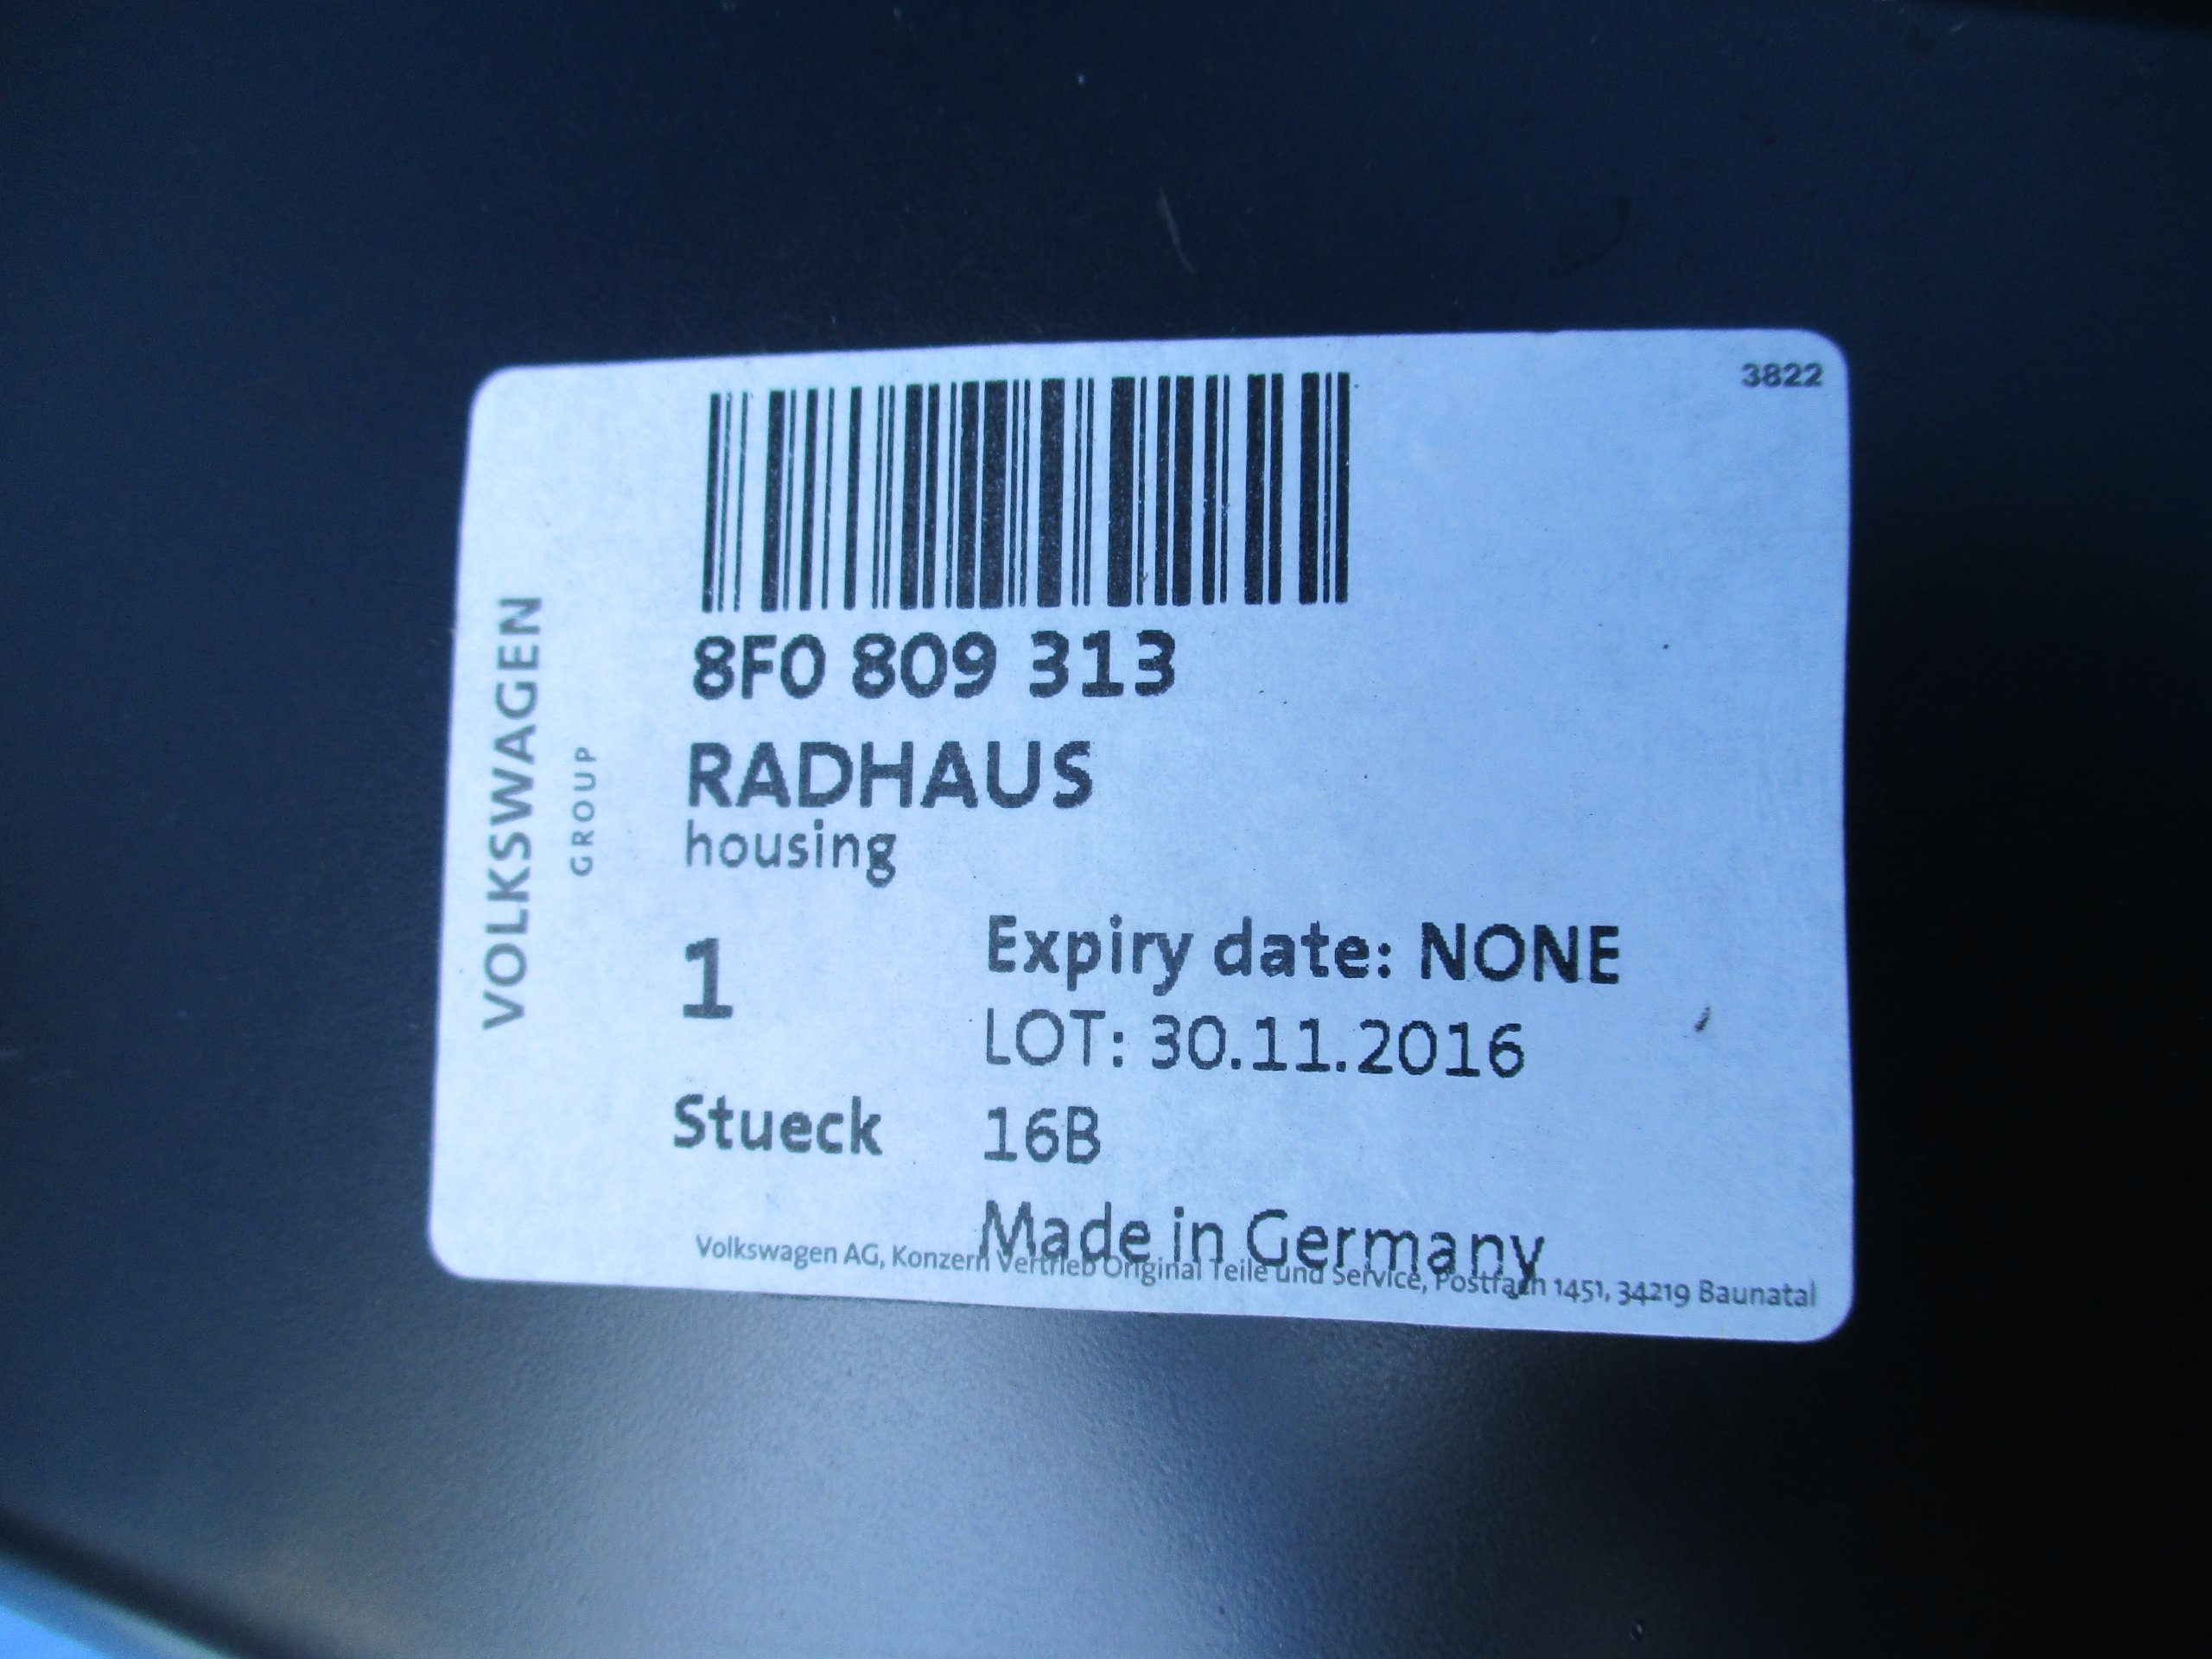 3822
VOLKSWAGEN
GROUP
8F0 809 313
RADHAUS
housing
1
Expiry date: NONE
LOT: 30.11.2016
Stueck
16B
Made in Germany
Volkswagen AG, Konzern Vertrieb Original Teile und Service, Postfach 1451, 34219 Baunatal